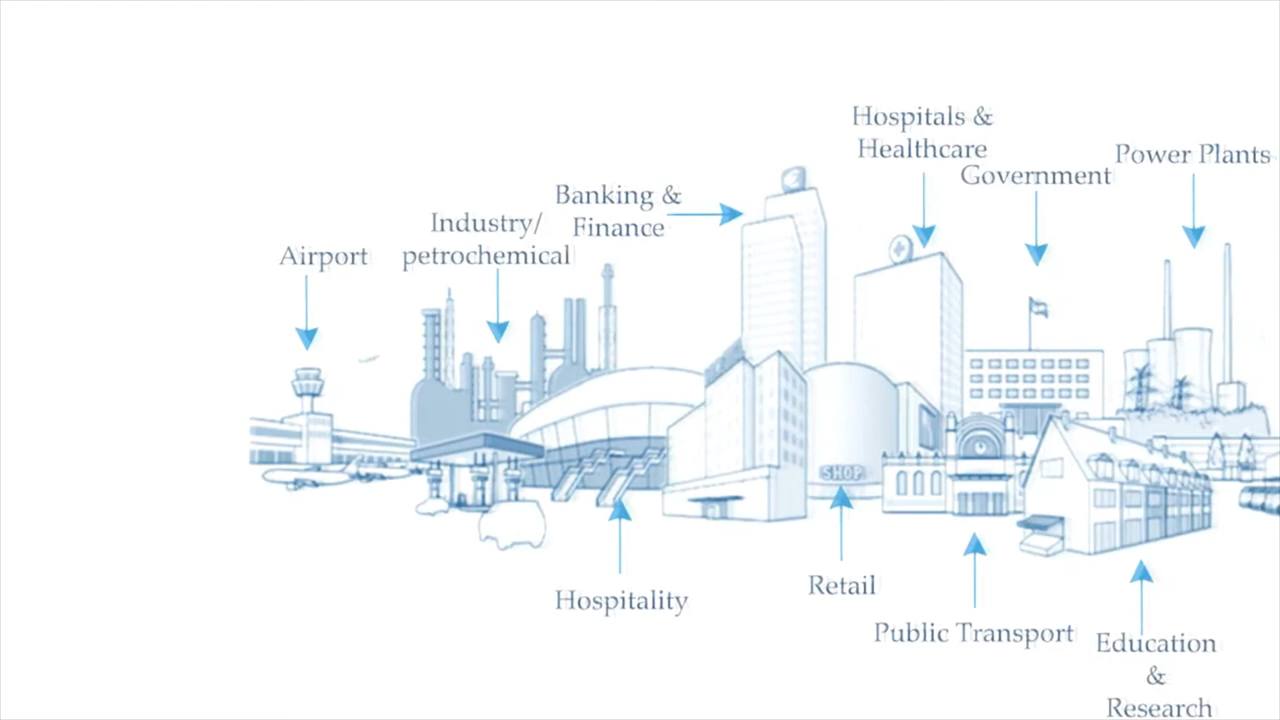 Hospitals &
Healthcare
Power Plants
Government
Banking &
Finance
Industry/
petrochemical
Airport
SHOP
Retail
Hospitality
Public Transport
Education
&
Research